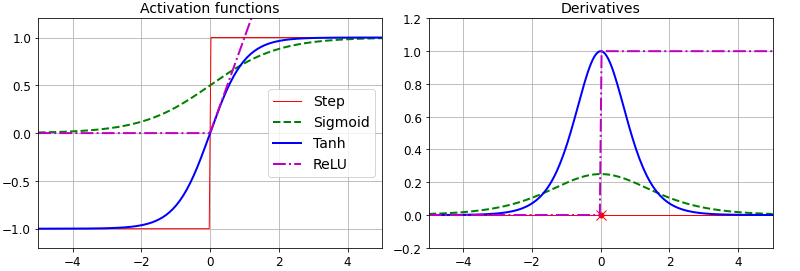 Activation functions
1.0
0.5
0.0
−0.5
−1.0
−4 −2 0 2 4
Step
Sigmoid
Tanh
ReLU
Derivatives
1.2
1.0
0.8
0.6
0.4
0.2
0.0
−0.2
−4 −2 0 2 4